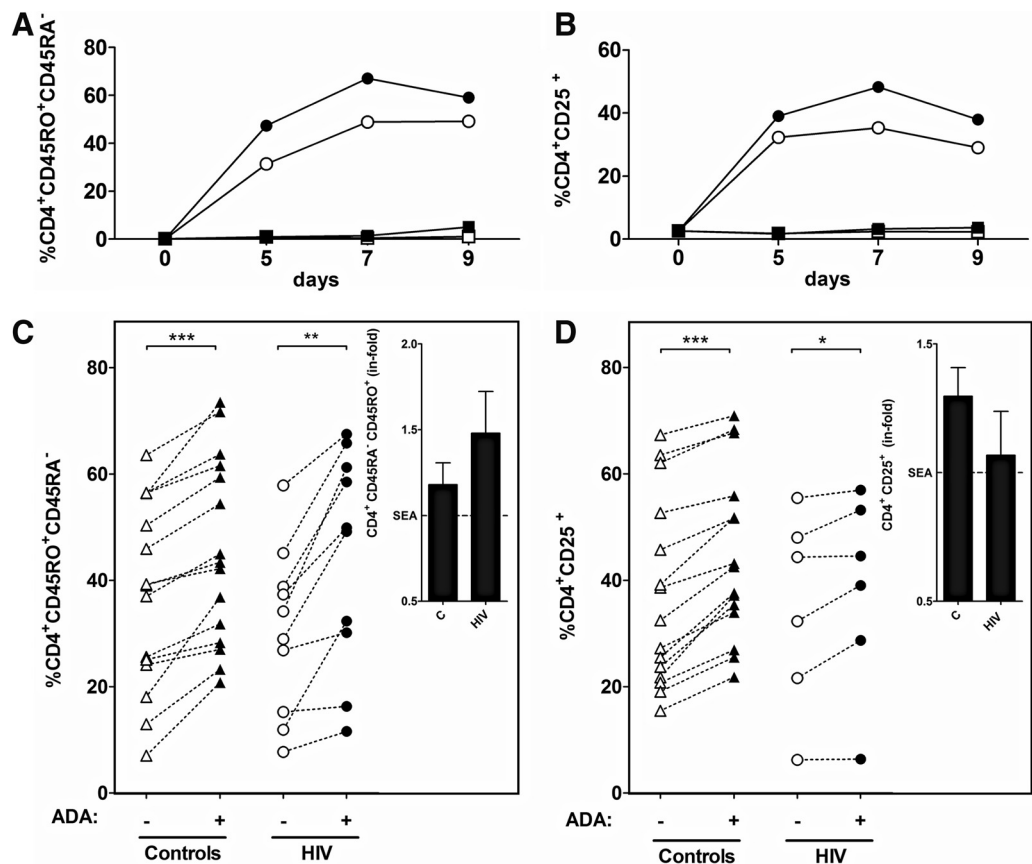 A
%CD4+CD45RO+CD45RA-
80
60
40
20
0
0 5 7 9
days
B
%CD4+CD25+
60
40
20
0
0 5 7 9
days
C
%CD4+CD45RO+CD45RA-
80
60
40
20
0
*** **
CD4+ CD45RA- CD45RO+ (in-fold)
2.0
1.5
SEA
0.5
C HIV
ADA: - + - +
Controls HIV
D
%CD4+CD25+
80
60
40
20
0
*** *
CD4+ CD25+ (in-fold)
1.5
SEA
0.5
C HIV
ADA: - + - +
Controls HIV